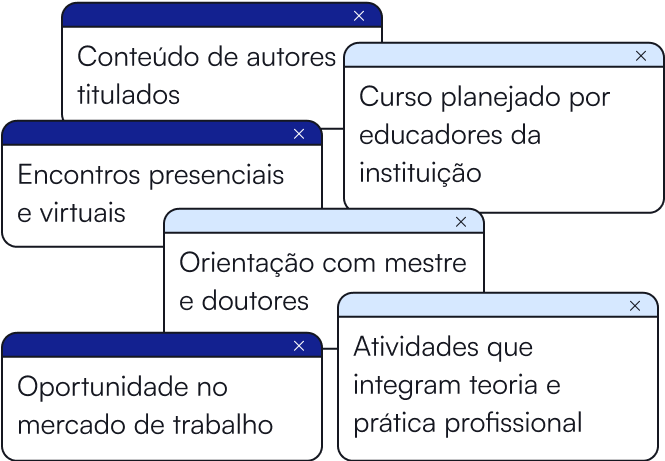 Conteúdo de autores
titulados
Curso planejado por
educadores da
instituição
Encontros presenciais
e virtuais
Orientação com mestre
e doutores
Atividades que
integram teoria e
prática profissional
Oportunidade no
mercado de trabalho